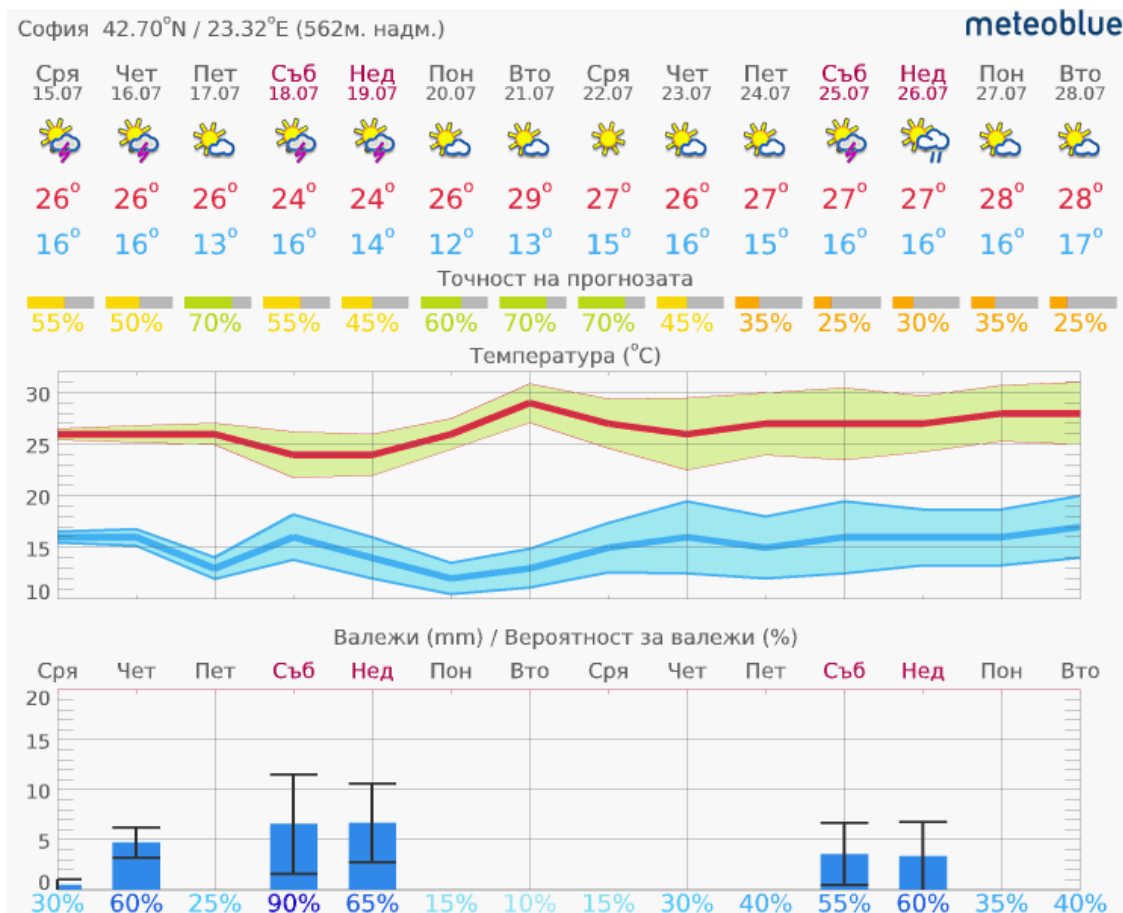 София 42.70°N / 23.32°E (562м. надм.) meteoblue
Сря Чет Пет Съб Нед Пон Вто Сря Чет Пет Съб Нед Пон Вто
15.07 16.07 17.07 18.07 19.07 20.07 21.07 22.07 23.07 24.07 25.07 26.07 27.07 28.07
26° 26° 26° 24° 24° 26° 29° 27° 26° 27° 27° 27° 28° 28°
16° 16° 13° 16° 14° 12° 13° 15° 16° 15° 16° 16° 16° 17°
Точност на прогнозата
55% 50% 70% 55% 45% 60% 70% 70% 45% 35% 25% 30% 35% 25%
Температура (°C)
30
25
20
15
10
Валежи (mm) / Вероятност за валежи (%)
Сря Чет Пет Съб Нед Пон Вто Сря Чет Пет Съб Нед Пон Вто
20
15
10
5
0
30% 60% 25% 90% 65% 15% 10% 15% 30% 40% 55% 60% 35% 40%